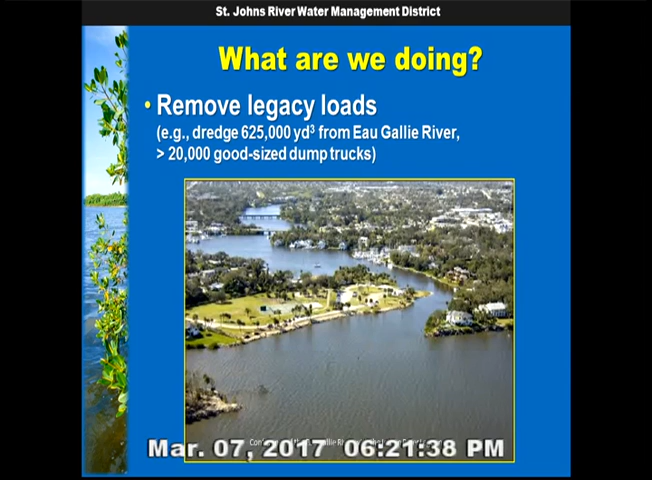 St. Johns River Water Management District
What are we doing?
• Remove legacy loads
(e.g., dredge 625,000 yd³ from Eau Gallie River,
> 20,000 good-sized dump trucks)
Mar. 07, 2017 06:21:38 PM